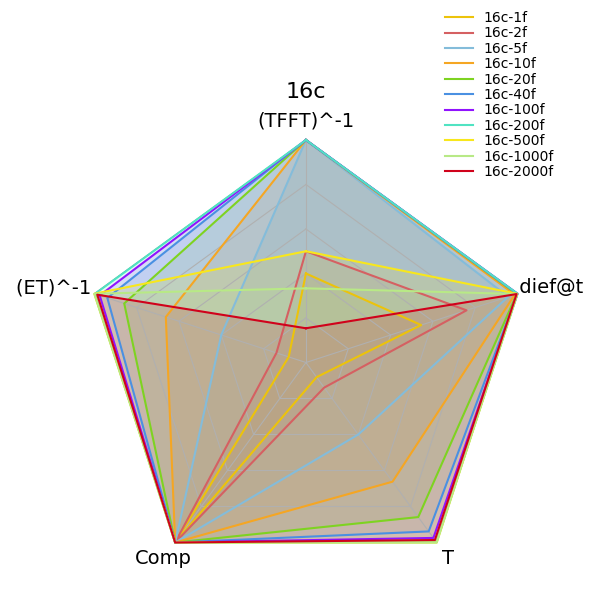 16c-1f
16c-2f
16c-5f
16c-10f
16c-20f
16c-40f
16c-100f
16c-200f
16c-500f
16c-1000f
16c-2000f
16c
(TFFT)^-1
(ET)^-1
dief@t
Comp
T